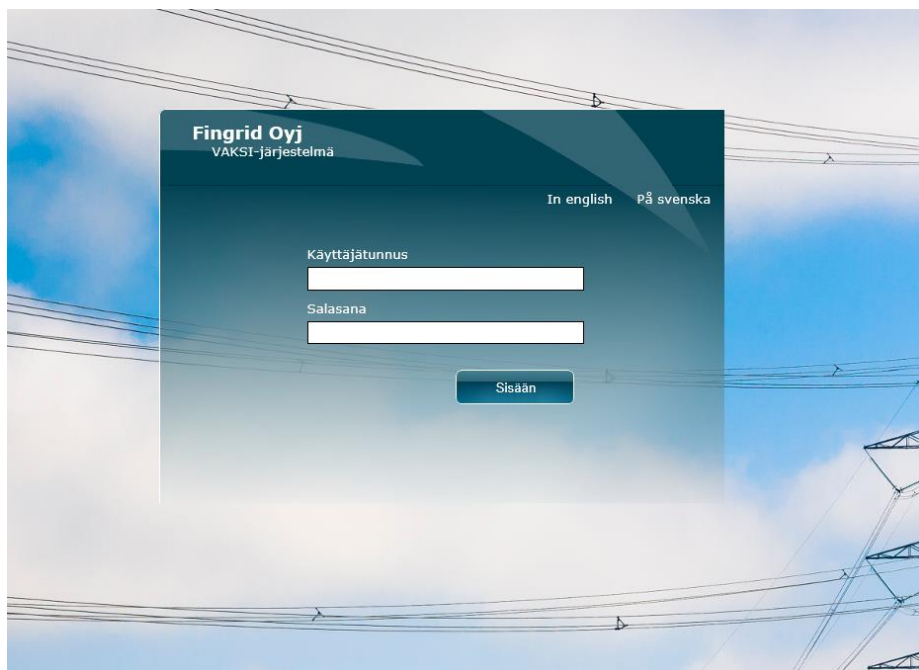 Fingrid Oyj
VAKSI-järjestelmä
In english På svenska
Käyttäjätunnus
Salasana
Sisään